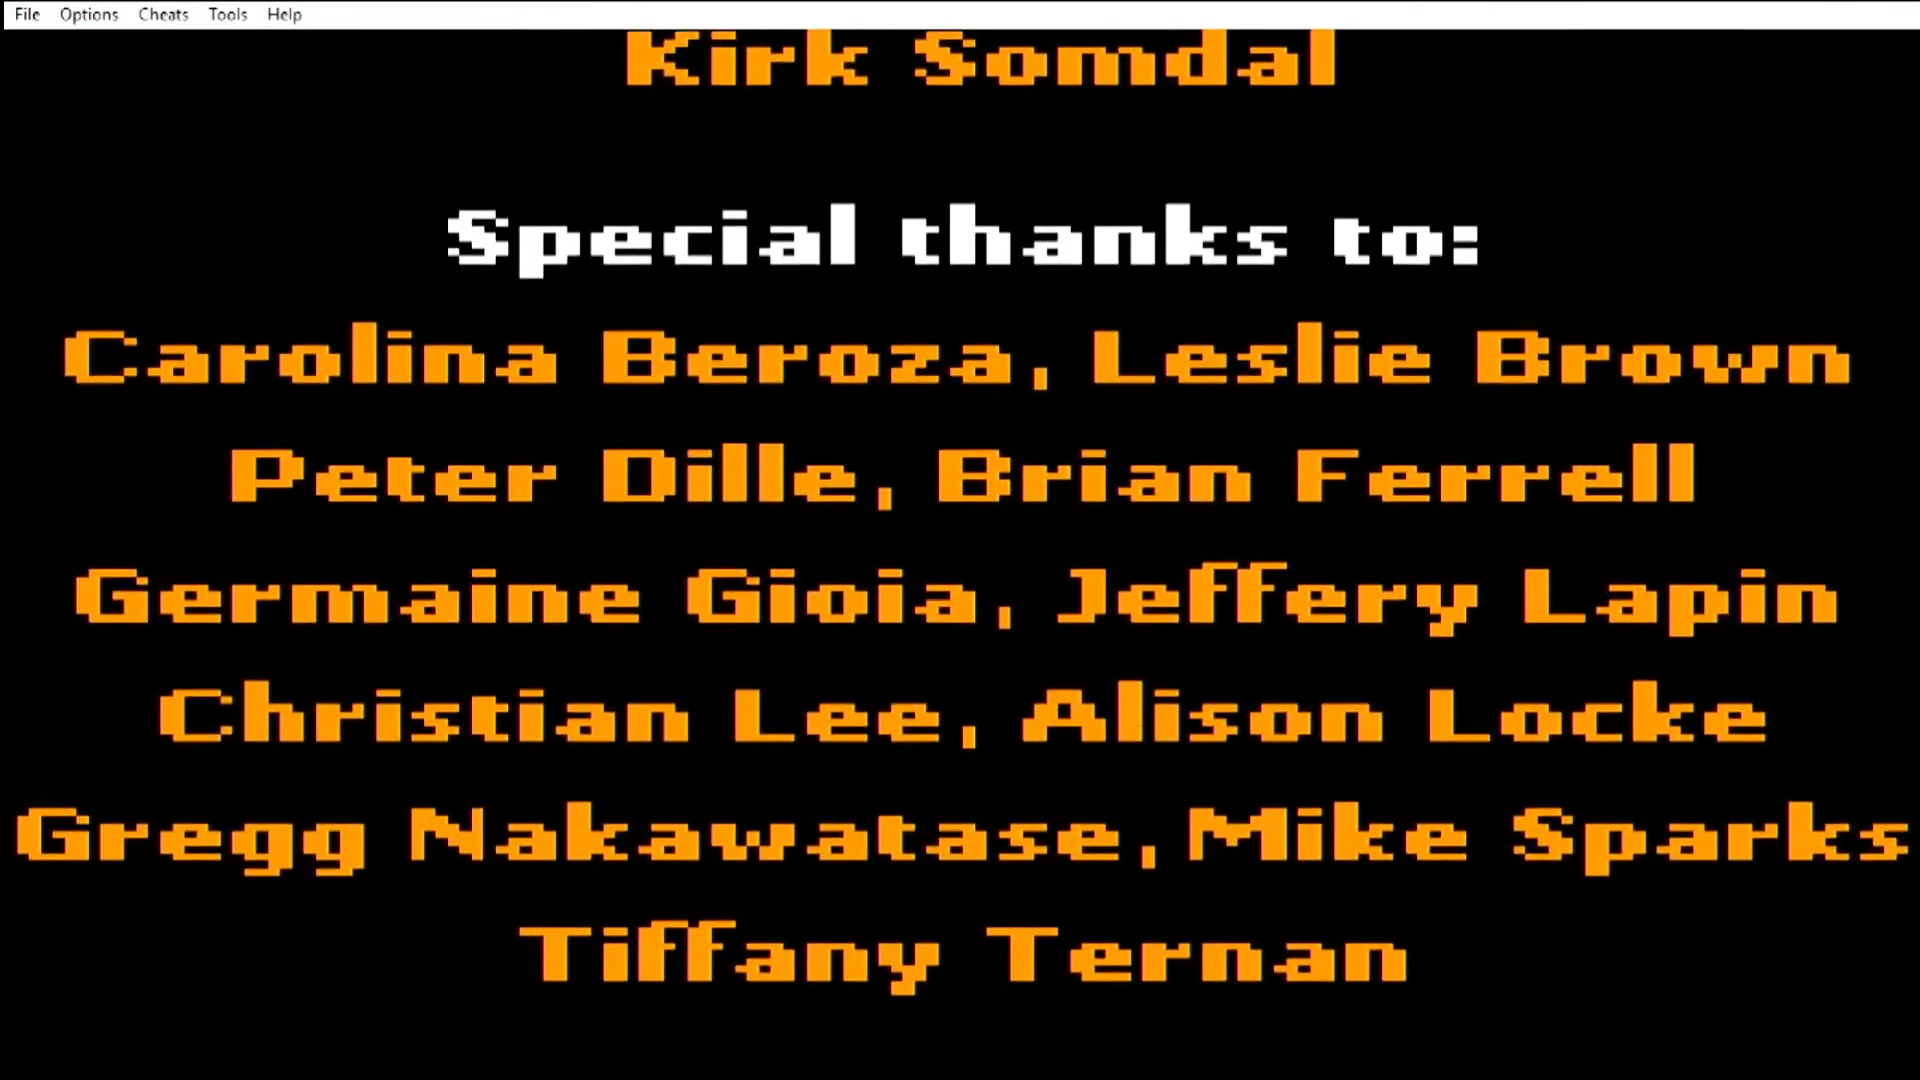 File Options Cheats Tools Help
Kirk Somdal
Special thanks to:
Carolina Beroza, Leslie Brown
Peter Dille, Brian Ferrell
Germaine Gioia, Jeffery Lapin
Christian Lee, Alison Locke
Gregg Nakawatase,Mike Sparks
Tiffany Ternan